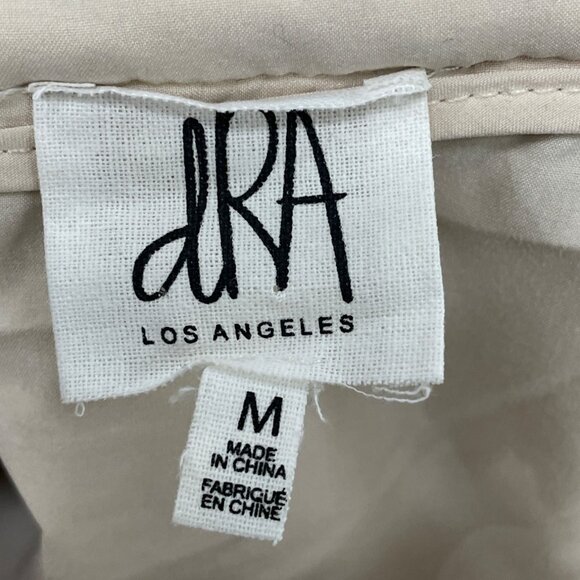 dRA
LOS ANGELES
M
MADE
IN CHINA
FABRIQUÉ
EN CHINE